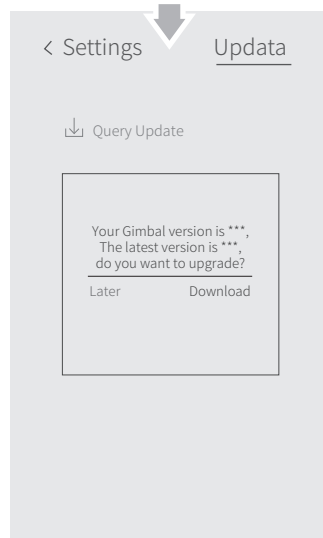 < Settings Updata
Query Update
Your Gimbal version is ***,
The latest version is ***,
do you want to upgrade?
Later Download